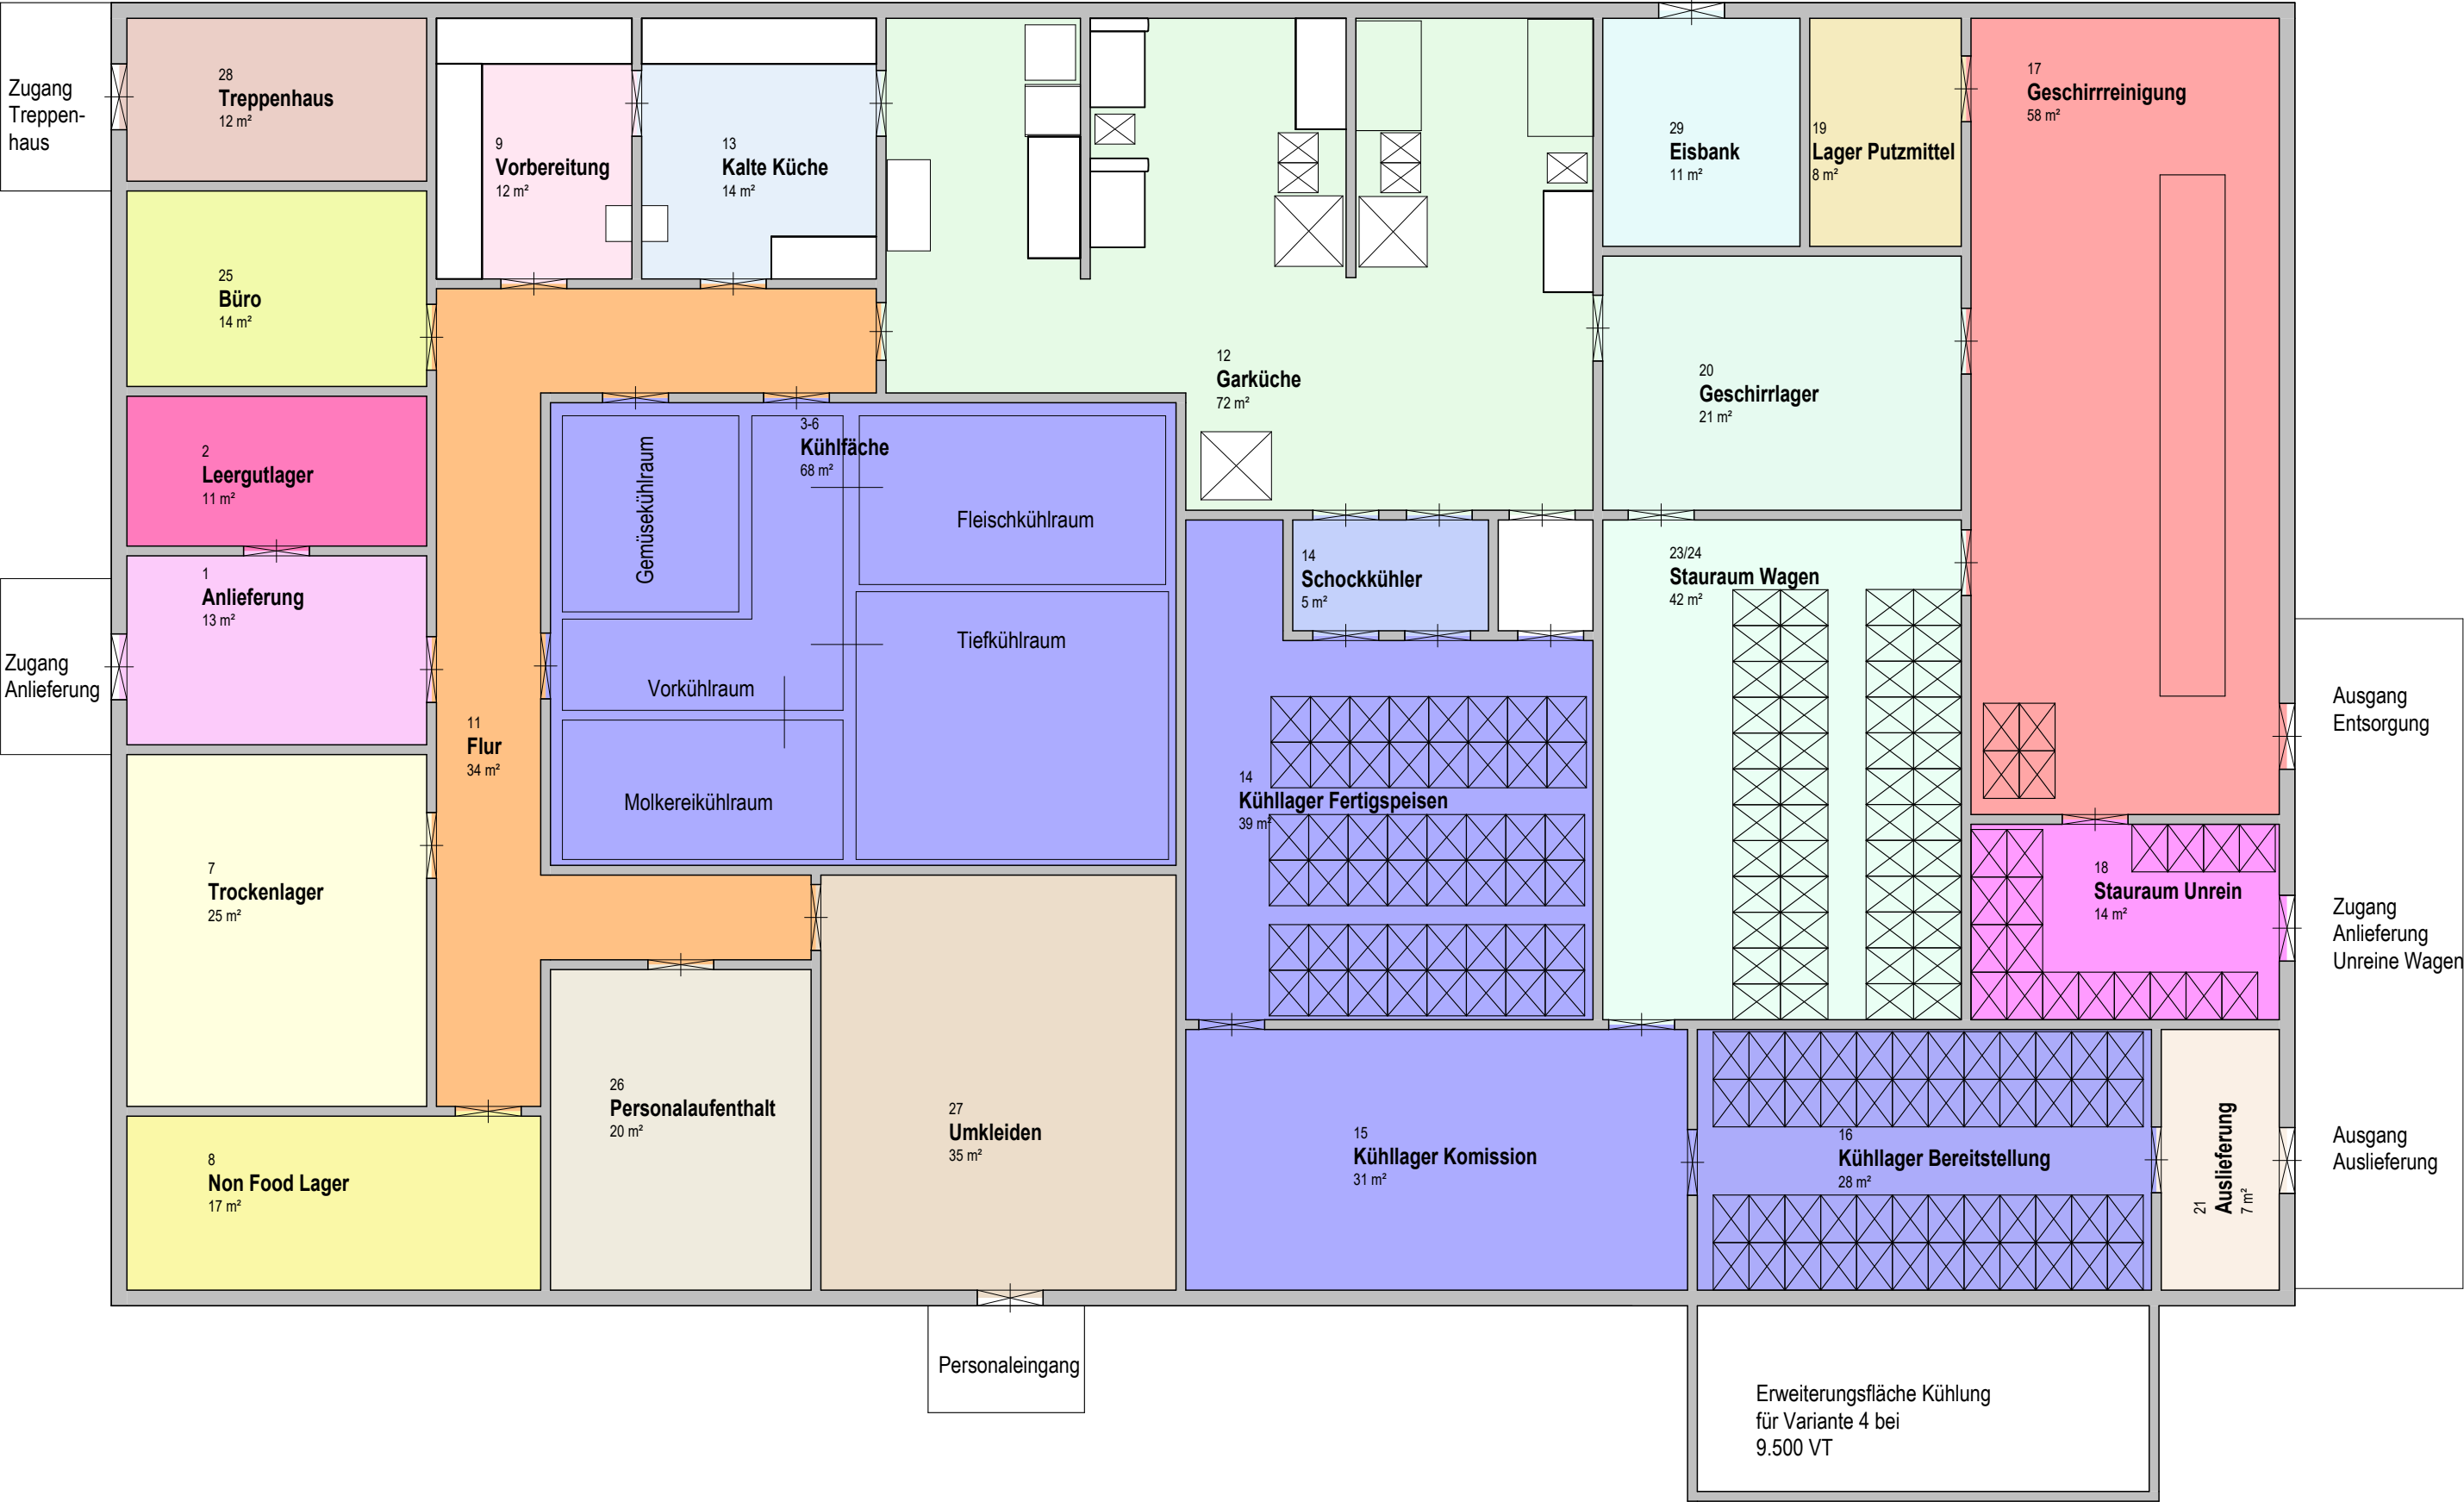 Zugang
Treppen-
haus
28
Treppenhaus
12 m²
9
Vorbereitung
12 m²
13
Kalte Küche
14 m²
29
Eisbank
11 m²
19
Lager Putzmittel
8 m²
17
Geschirrreinigung
58 m²
25
Büro
14 m²
12
Garküche
72 m²
20
Geschirrlager
21 m²
2
Leergutlager
11 m²
3-6
Kühlfäche
68 m²
Gemüsekühlraum
Fleischkühlraum
Tiefkühlraum
Vorkühlraum
Molkereikühlraum
14
Schockkühler
5 m²
23/24
Stauraum Wagen
42 m²
1
Anlieferung
13 m²
Zugang
Anlieferung
11
Flur
34 m²
14
Kühllager Fertigspeisen
39 m²
Ausgang
Entsorgung
7
Trockenlager
25 m²
18
Stauraum Unrein
14 m²
Zugang
Anlieferung
Unreine Wagen
26
Personalaufenthalt
20 m²
27
Umkleiden
35 m²
15
Kühllager Komission
31 m²
16
Kühllager Bereitstellung
28 m²
21
Auslieferung
7 m²
Ausgang
Auslieferung
8
Non Food Lager
17 m²
Personaleingang
Erweiterungsfläche Kühlung
für Variante 4 bei
9.500 VT